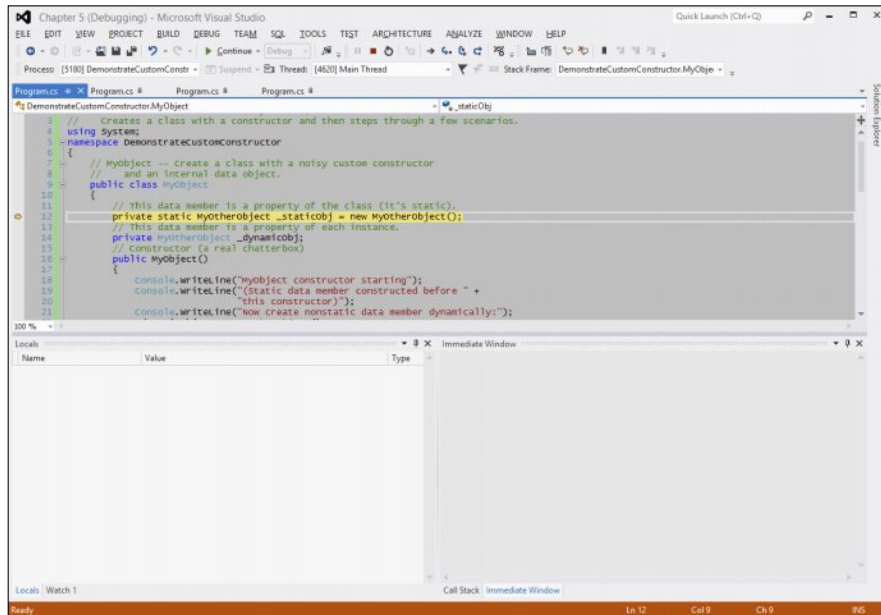 Chapter 5 (Debugging) - Microsoft Visual Studio
Quick Launch (Ctrl+Q)
FILE EDIT VIEW PROJECT BUILD DEBUG TEAM SQL TOOLS TEST ARCHITECTURE ANALYZE WINDOW HELP
Continue Debug
Process: [5180] DemonstrateCustomConstr Suspend Thread: [4620] Main Thread Stack Frame: DemonstrateCustomConstructor.MyObje
Program.cs Program.cs Program.cs Program.cs
Solution Explorer
DemonstrateCustomConstructor.MyObject _staticObj
3 // Creates a class with a constructor and then steps through a few scenarios.
4 using System;
5 namespace DemonstrateCustomConstructor
6 {
7 // MyObject -- Create a class with a noisy custom constructor
8 // and an internal data object.
9 public class MyObject
10 {
11 // This data member is a property of the class (it's static).
12 private static MyOtherObject _staticObj = new MyOtherObject();
13 // This data member is a property of each instance.
14 private MyOtherObject _dynamicObj;
15 // Constructor (a real chatterbox)
16 public MyObject()
17 {
18 Console.WriteLine("MyObject constructor starting");
19 Console.WriteLine("(Static data member constructed before " +
20 "this constructor)");
21 Console.WriteLine("Now create nonstatic data member dynamically:");
100 %
Locals
Name Value Type
Immediate Window
Locals Watch 1
Call Stack Immediate Window
Ready Ln 12 Col 9 Ch 9 INS